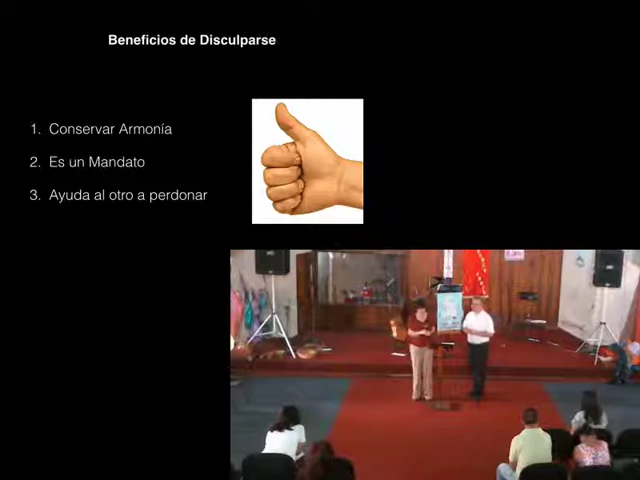 Beneficios de Disculparse
1. Conservar Armonía
2. Es un Mandato
3. Ayuda al otro a perdonar